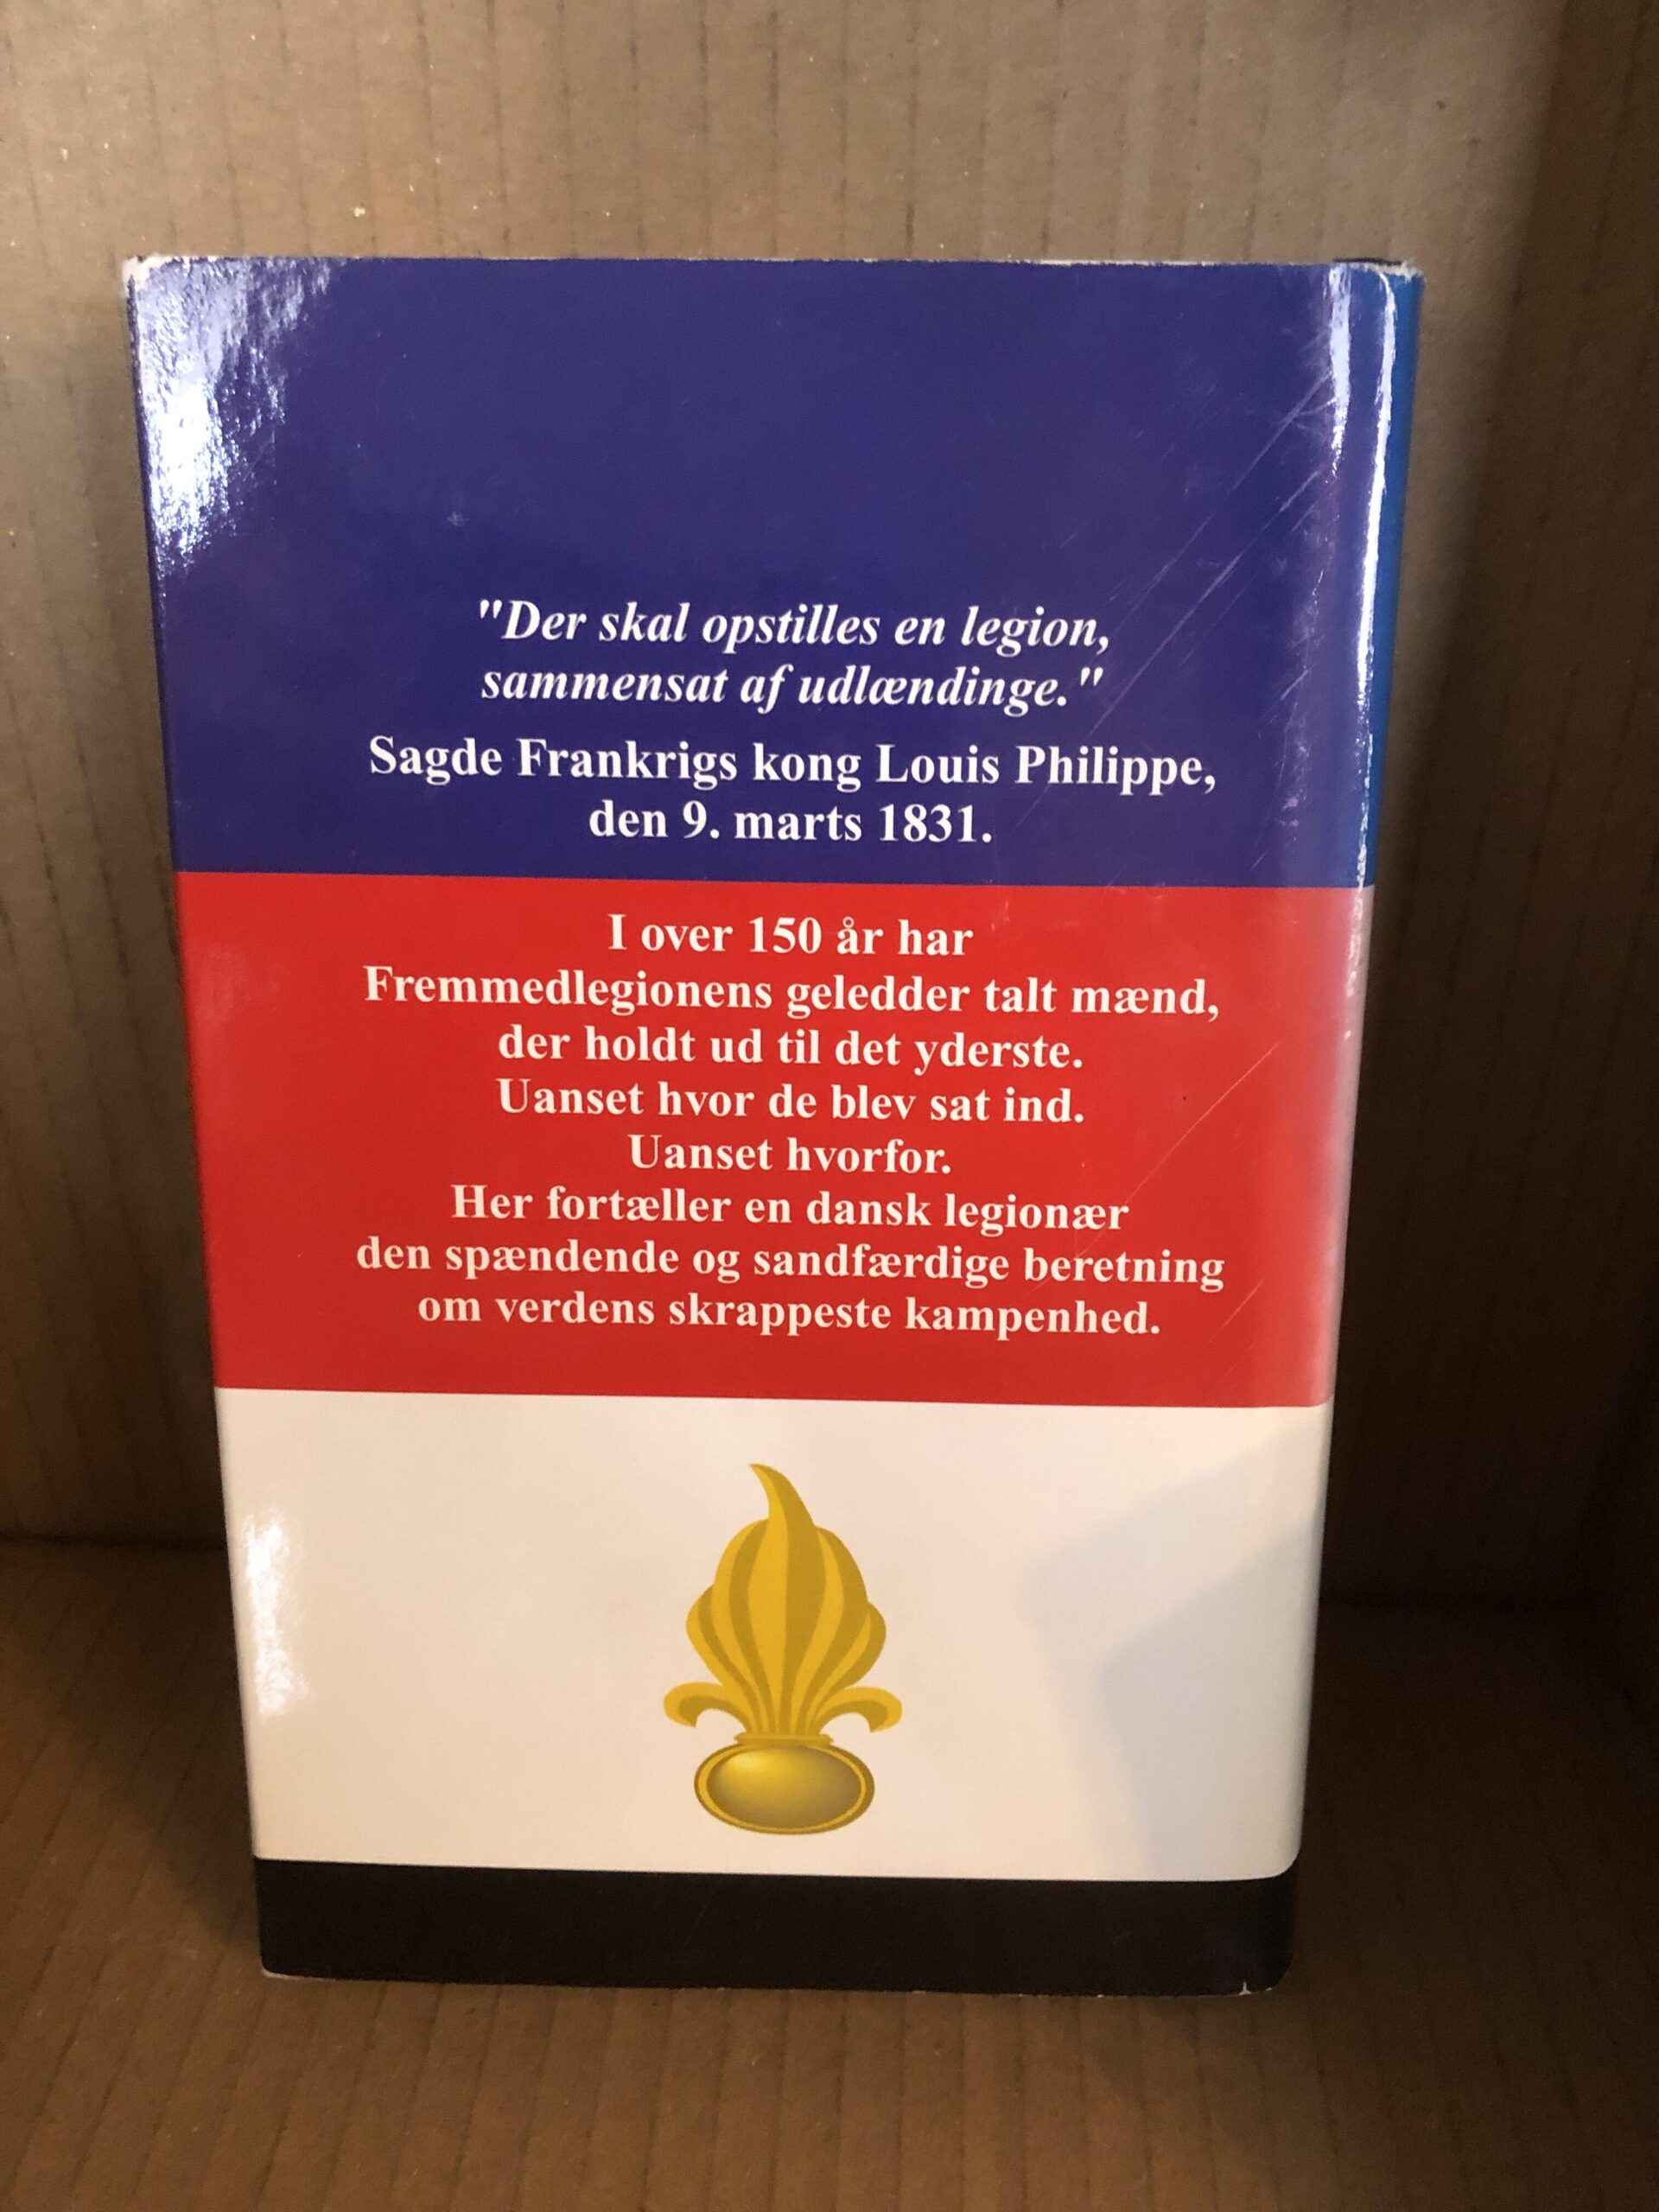 "Der skal opstilles en legion,
sammensat af udlændinge."
Sagde Frankrigs kong Louis Philippe,
den 9. marts 1831.
I over 150 år har
Fremmedlegionens geledder talt mænd,
der holdt ud til det yderste.
Uanset hvor de blev sat ind.
Uanset hvorfor.
Her fortæller en dansk legionær
den spændende og sandfærdige beretning
om verdens skrappeste kampenhed.